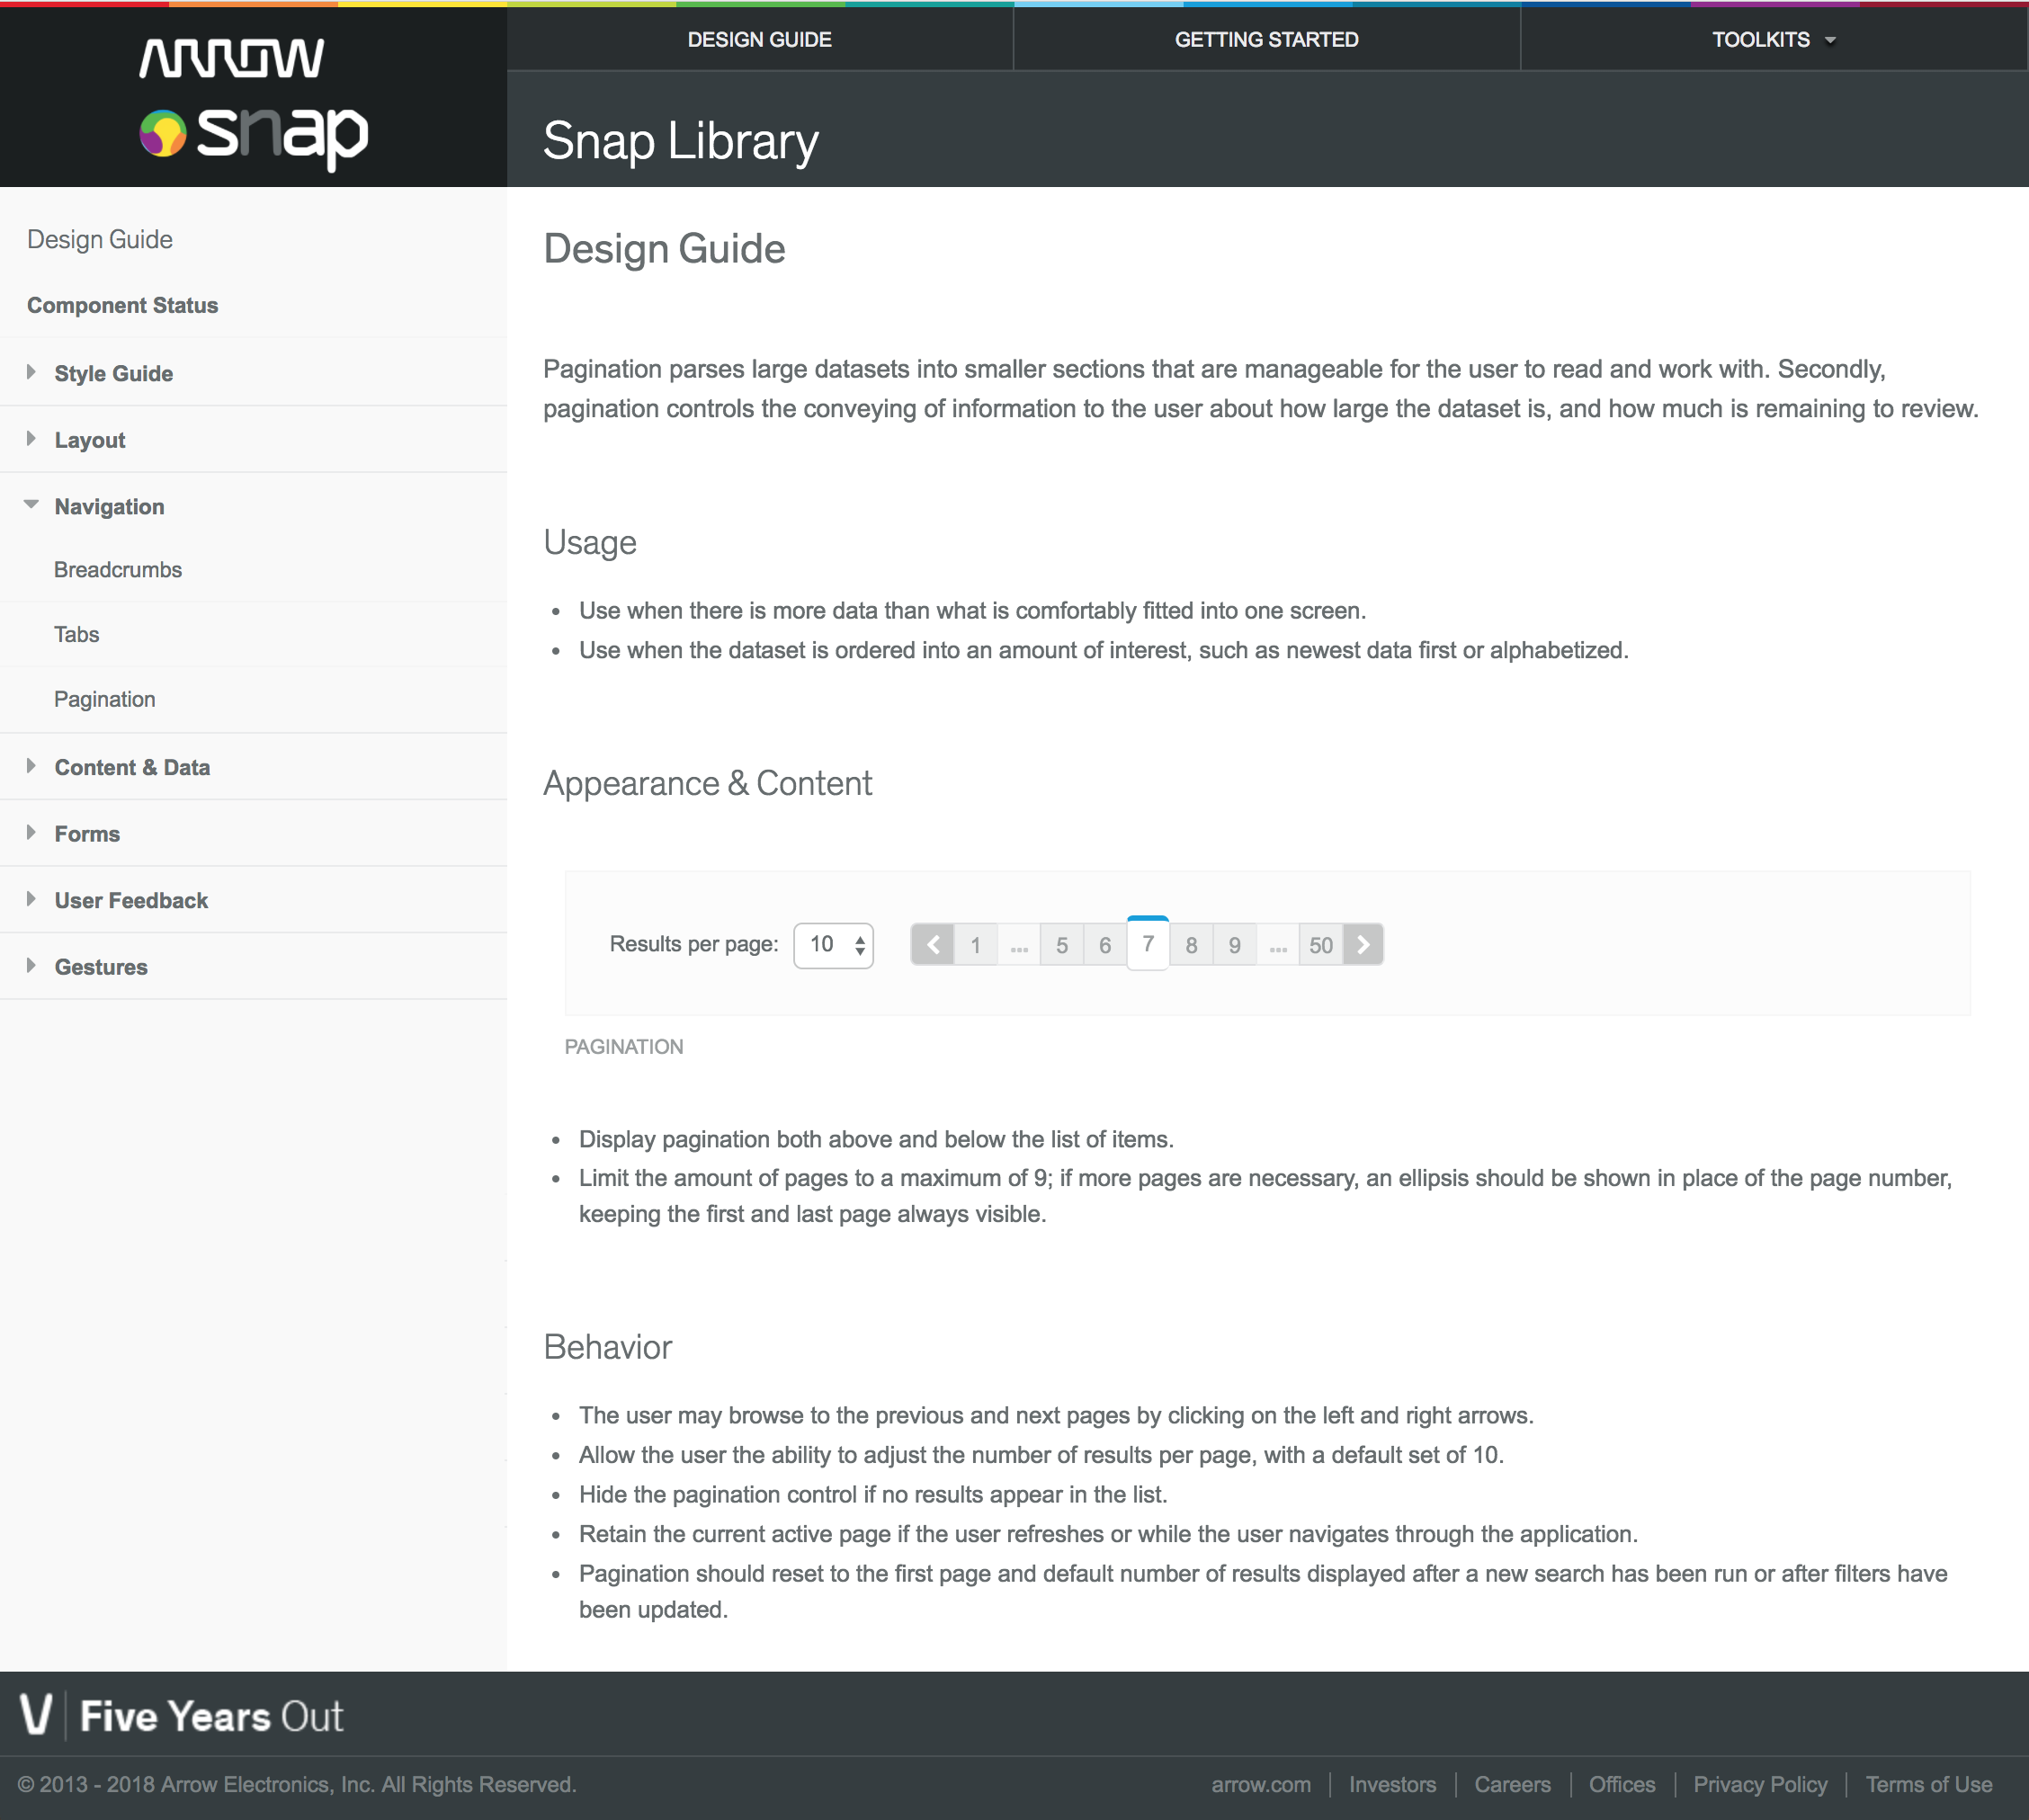 ARROW
snap
DESIGN GUIDE
GETTING STARTED
TOOLKITS
Snap Library
Design Guide
Component Status
Style Guide
Layout
Navigation
Breadcrumbs
Tabs
Pagination
Content & Data
Forms
User Feedback
Gestures
Design Guide
Pagination parses large datasets into smaller sections that are manageable for the user to read and work with. Secondly,
pagination controls the conveying of information to the user about how large the dataset is, and how much is remaining to review.
Usage
• Use when there is more data than what is comfortably fitted into one screen.
• Use when the dataset is ordered into an amount of interest, such as newest data first or alphabetized.
Appearance & Content
Results per page: 10 1 ... 5 6 7 8 9 ... 50
PAGINATION
• Display pagination both above and below the list of items.
• Limit the amount of pages to a maximum of 9; if more pages are necessary, an ellipsis should be shown in place of the page number,
keeping the first and last page always visible.
Behavior
• The user may browse to the previous and next pages by clicking on the left and right arrows.
• Allow the user the ability to adjust the number of results per page, with a default set of 10.
• Hide the pagination control if no results appear in the list.
• Retain the current active page if the user refreshes or while the user navigates through the application.
• Pagination should reset to the first page and default number of results displayed after a new search has been run or after filters have
been updated.
V | Five Years Out
© 2013 - 2018 Arrow Electronics, Inc. All Rights Reserved.
arrow.com | Investors | Careers | Offices | Privacy Policy | Terms of Use